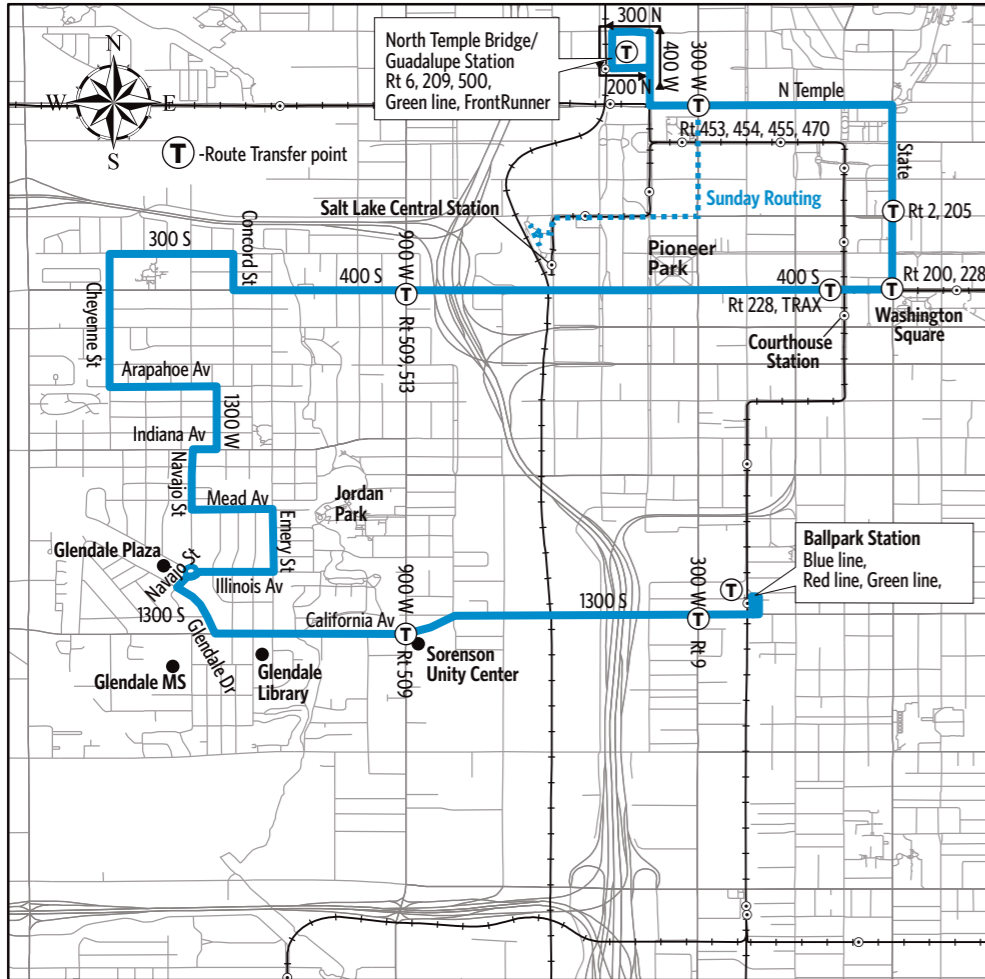 North Temple Bridge/
Guadalupe Station
Rt 6, 209, 500,
Green line, FrontRunner
300 N
400 W
200 N
300 W
T
T
N Temple
N
W
E
S
T -Route Transfer point
Rt 453, 454, 455, 470
State
Sunday Routing
T
Rt 2, 205
Salt Lake Central Station
Pioneer
Park
300 S
Concord St
400 S
900 W
T
Rt 509, 513
400 S
T
Rt 228, TRAX
T
Rt 200, 228
Washington
Square
Courthouse
Station
Cheyenne St
Arapahoe Av
1300 W
Indiana Av
Navajo St
Mead Av
Emery St
Jordan
Park
Glendale Plaza
Navajo St
Illinois Av
1300 S
Glendale Dr
California Av
900 W
T
Rt 509
Sorenson
Unity Center
Glendale MS
Glendale
Library
1300 S
300 W
T
Rt 9
T
Ballpark Station
Blue line,
Red line, Green line,